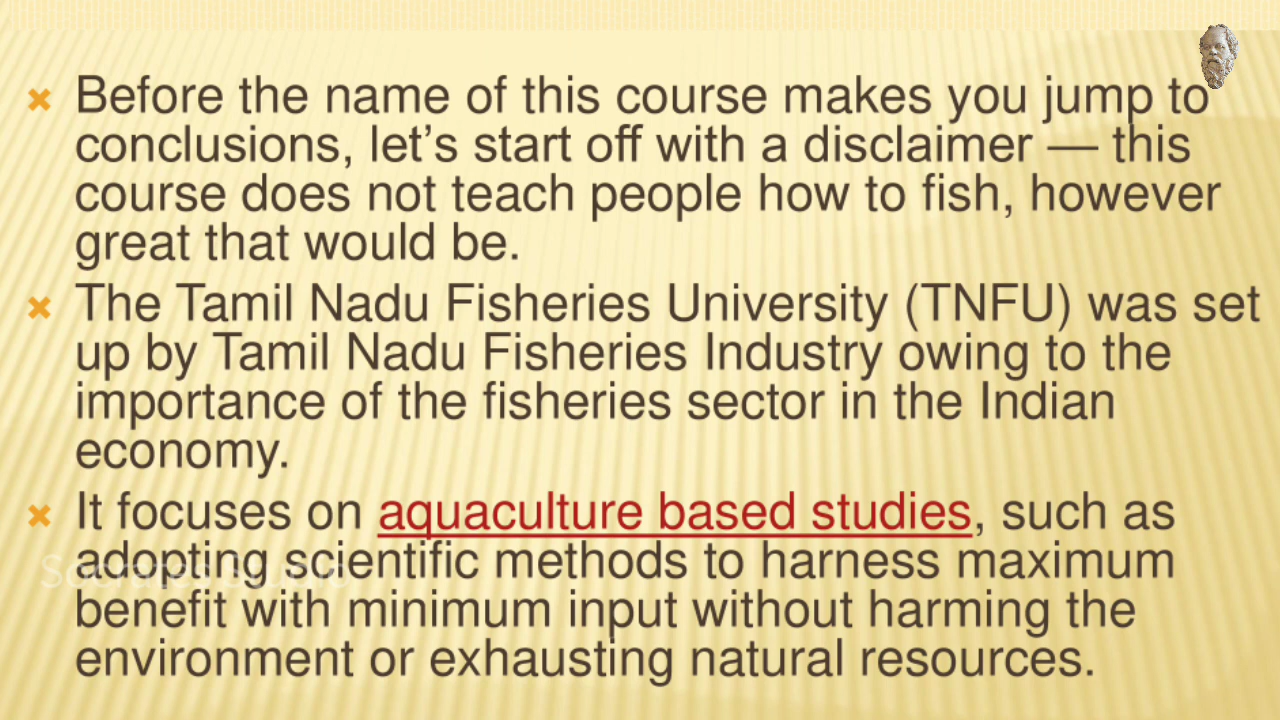 Before the name of this course makes you jump to
conclusions, let’s start off with a disclaimer — this
course does not teach people how to fish, however
great that would be.
The Tamil Nadu Fisheries University (TNFU) was set
up by Tamil Nadu Fisheries Industry owing to the
importance of the fisheries sector in the Indian
economy.
It focuses on aquaculture based studies, such as
adopting scientific methods to harness maximum
benefit with minimum input without harming the
environment or exhausting natural resources.